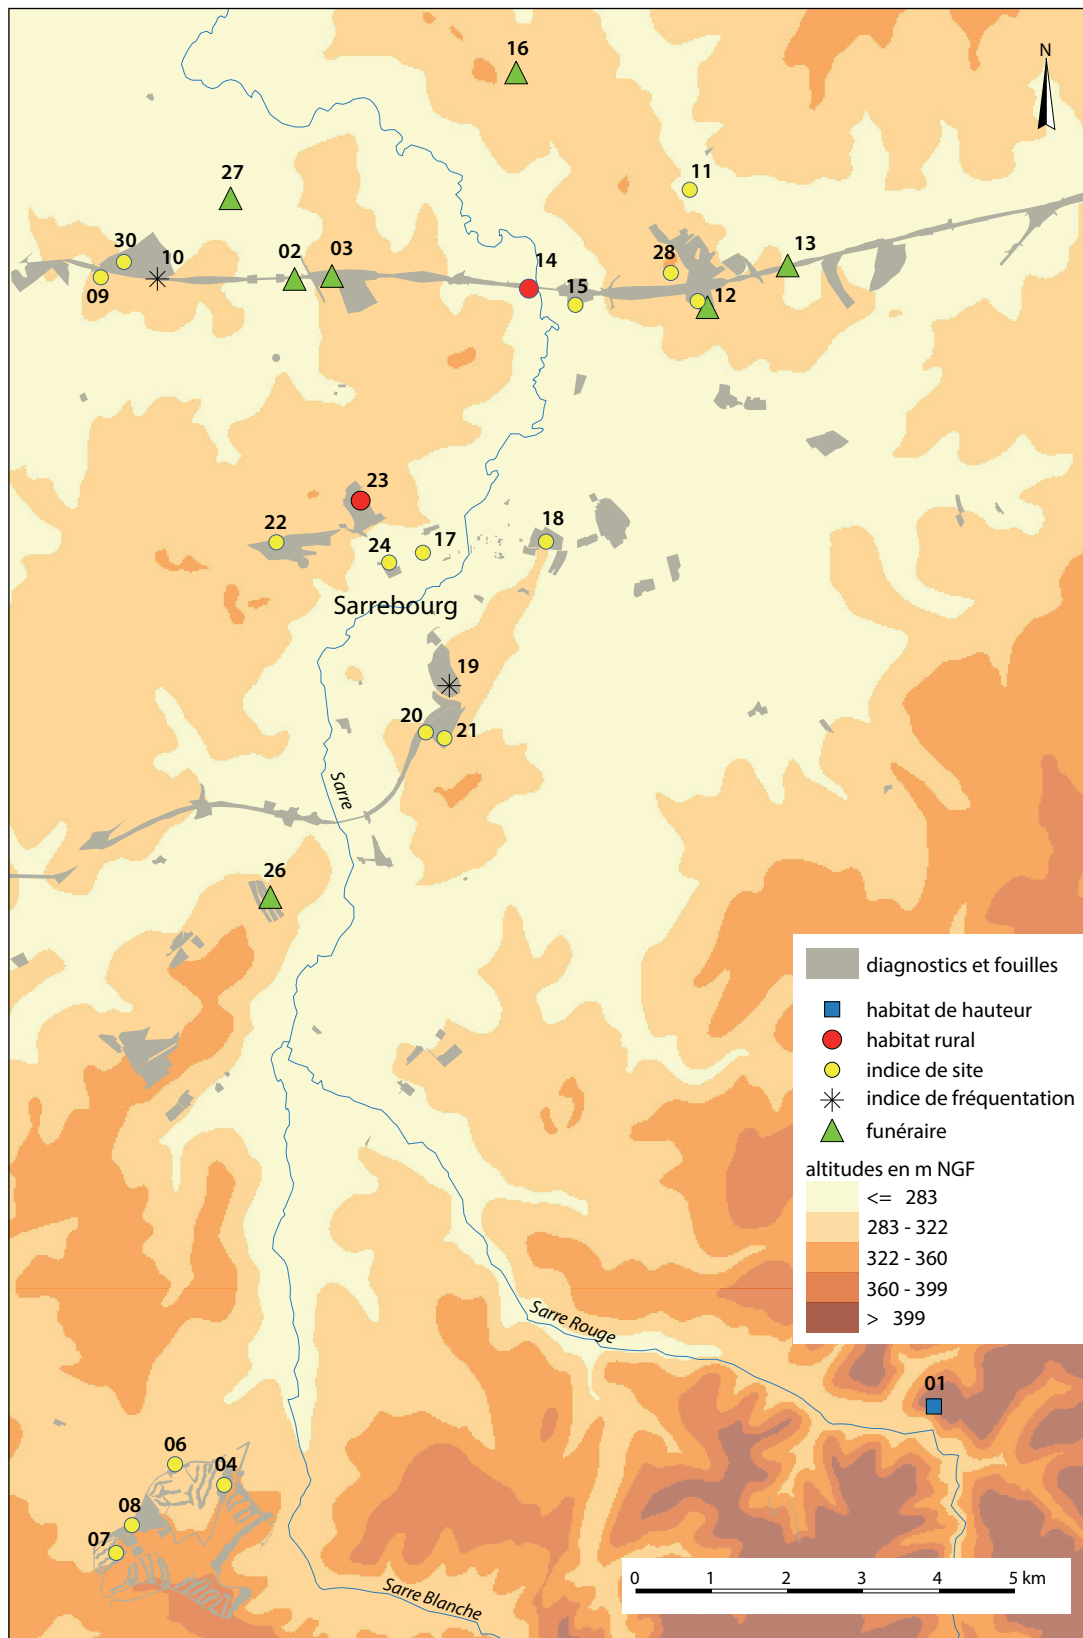 16
N
11
27
30
10
02
03
13
28
14
15
12
09
23
22
18
17
24
Sarrebourg
19
20
21
Sarre
26
diagnostics et fouilles
habitat de hauteur
habitat rural
indice de site
indice de fréquentation
funéraire
altitudes en m NGF
<= 283
283 - 322
322 - 360
360 - 399
> 399
Sarre Rouge
01
06
04
08
07
0 1 2 3 4 5 km
Sarre Blanche